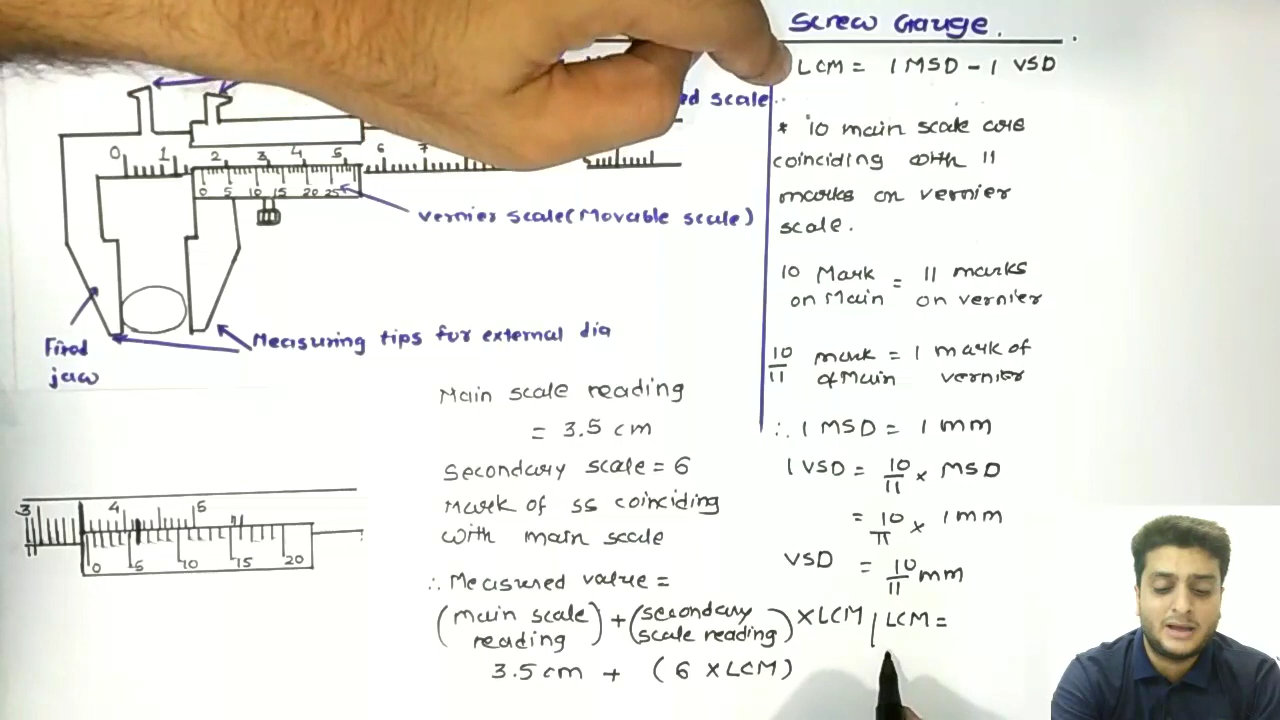 Screw Gauge.
LCM = 1 MSD - 1 VSD
ed scale
* 10 main scale are
coinciding with 11
marks on vernier
scale.
10 Mark on Main = 11 marks on vernier
10/11 mark of Main = 1 mark of vernier
∴ 1 MSD = 1 mm
1 VSD = 10/11 × MSD
= 10/11 × 1 mm
VSD = 10/11 mm
LCM =
0 1 2 3 4 5 6 7
0 5 10 15 20 25
vernier scale (Movable scale)
Measuring tips for external dia
Fixed
jaw
Main scale reading
= 3.5 cm
Secondary scale = 6
Mark of ss coinciding
with main scale
∴ Measured value =
(main scale reading) + (secondary scale reading) × LCM
3.5 cm + (6 × LCM)
3 4 5
0 5 10 15 20